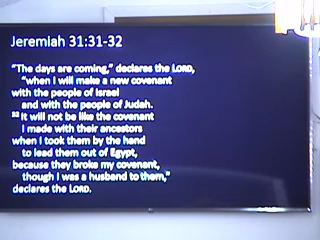 Jeremiah 31:31-32
“The days are coming,” declares the LORD,
“when I will make a new covenant
with the people of Israel
and with the people of Judah.
32 It will not be like the covenant
I made with their ancestors
when I took them by the hand
to lead them out of Egypt,
because they broke my covenant,
though I was a husband to them,”
declares the LORD.